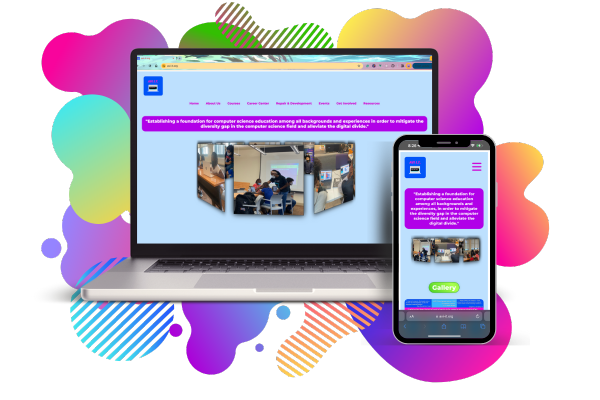 Home About Us Courses Career Center Repair & Development Events Get Involved Resources
"Establishing a foundation for computer science education among all backgrounds and experiences in order to mitigate the
diversity gap in the computer science field and alleviate the digital divide."
8:28
"Establishing a foundation for
computer science education
among all backgrounds and
experiences, in order to mitigate
the diversity gap in the computer
science field and alleviate the
digital divide."
Gallery